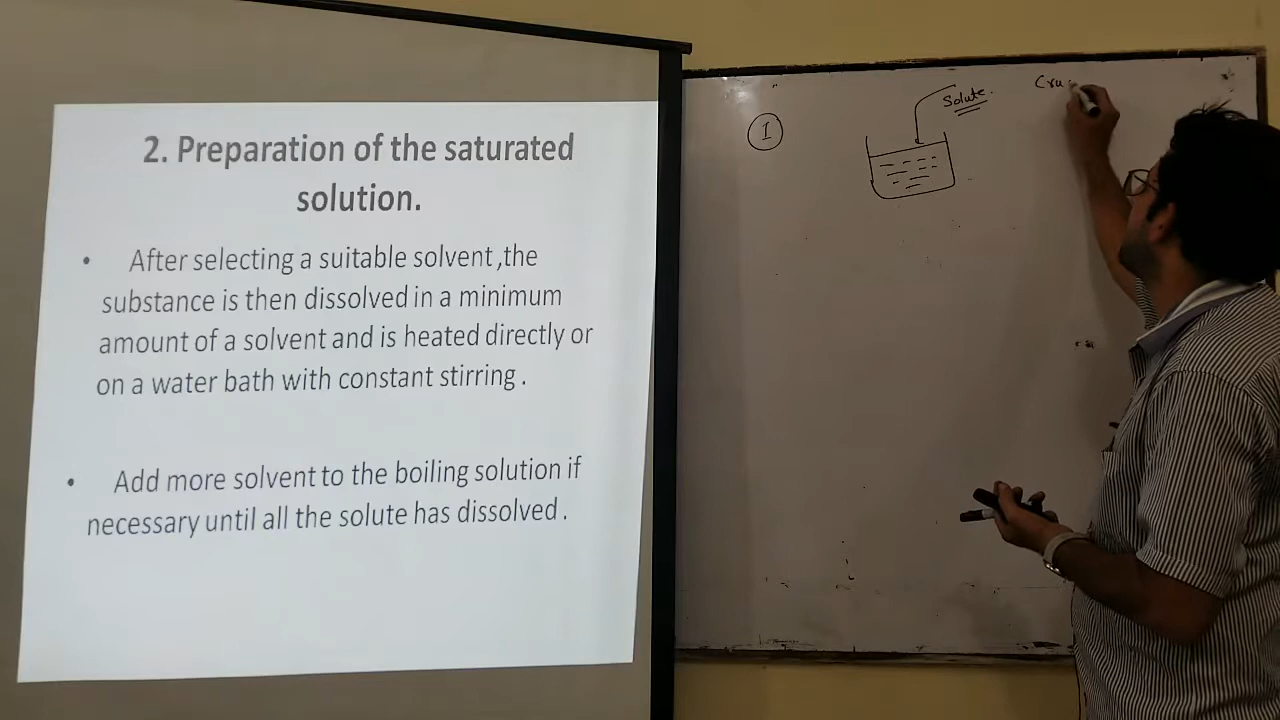 2. Preparation of the saturated
solution.
• After selecting a suitable solvent ,the
substance is then dissolved in a minimum
amount of a solvent and is heated directly or
on a water bath with constant stirring .
• Add more solvent to the boiling solution if
necessary until all the solute has dissolved .
I
Solute.
Cru